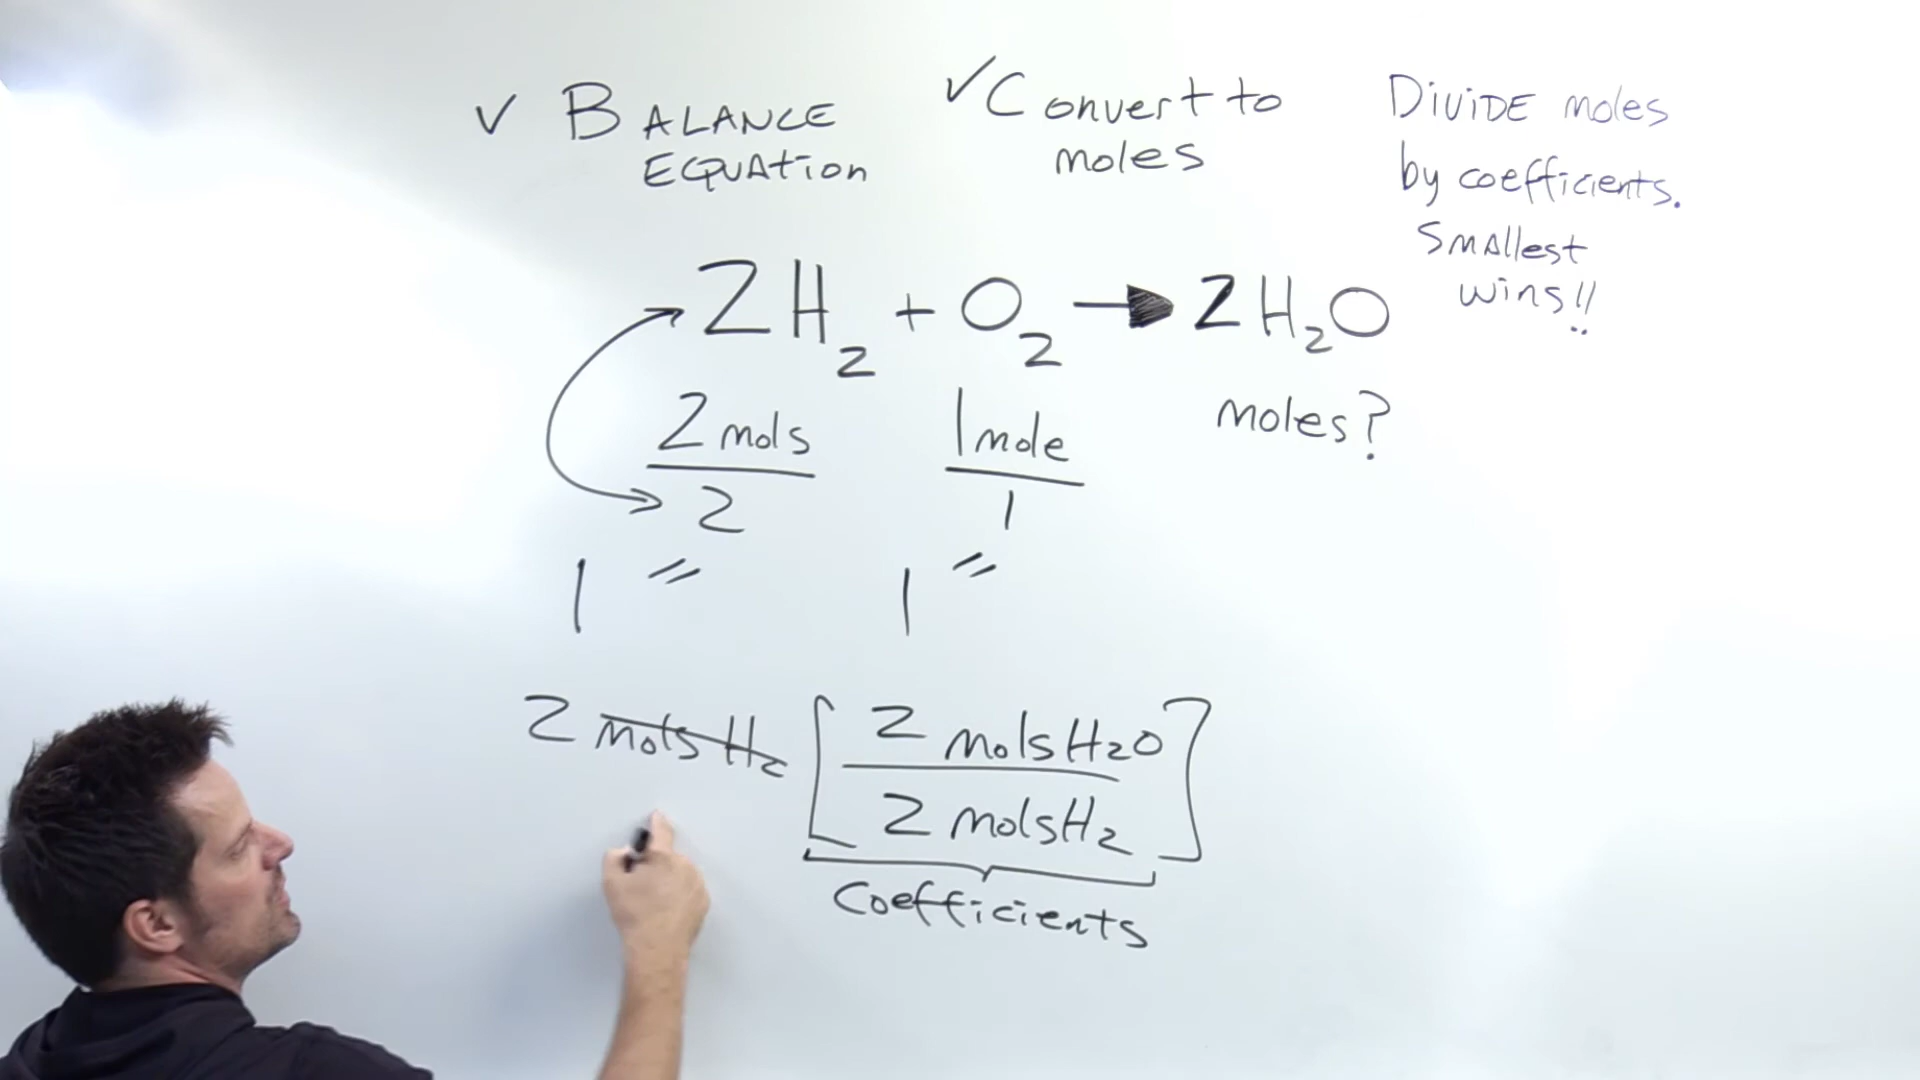 ✓ BALANCE
EQUATION
✓ Convert to
moles
DIVIDE moles
by coefficients.
Smallest
wins!!
2H₂ + O₂ → 2H₂O
2 mols
2
1 mole
1
moles?
1 〃
1 〃
2 mols H₂ [2 mols H₂O
2 mols H₂]
coefficients